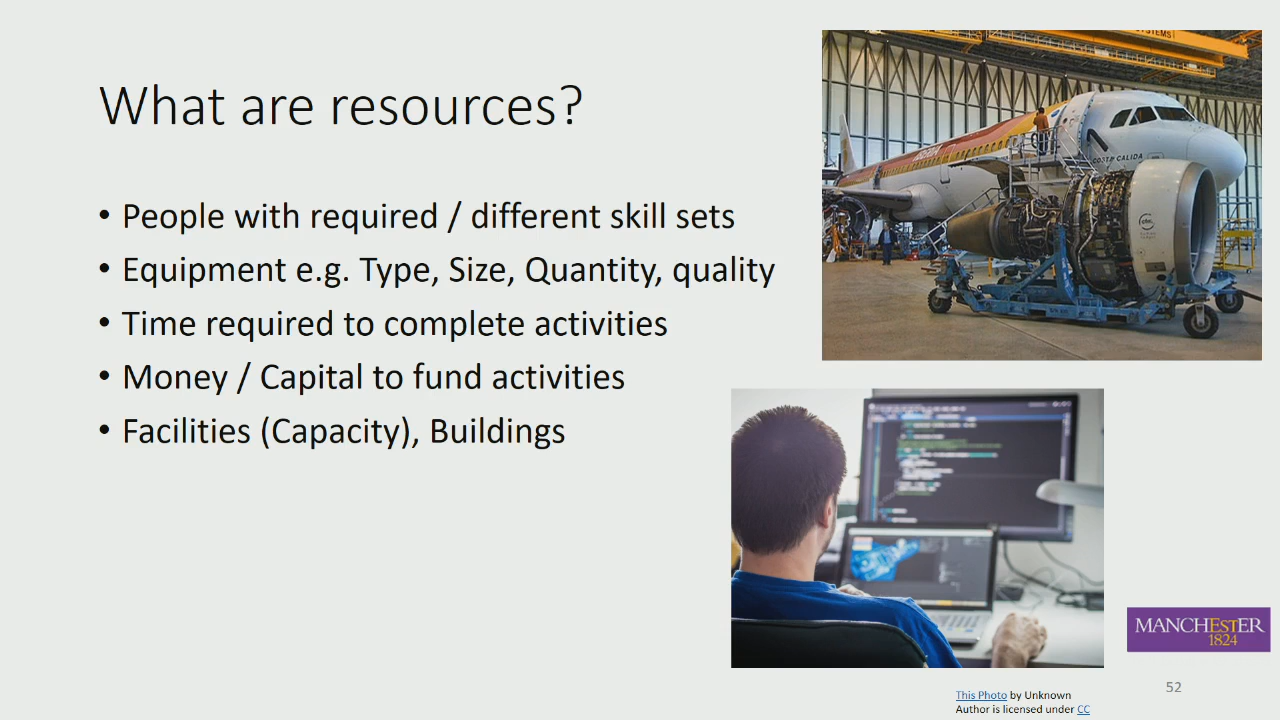 What are resources?
• People with required / different skill sets
• Equipment e.g. Type, Size, Quantity, quality
• Time required to complete activities
• Money / Capital to fund activities
• Facilities (Capacity), Buildings
COSTA CALIDA
MANCHESTER
1824
52
This Photo by Unknown
Author is licensed under CC